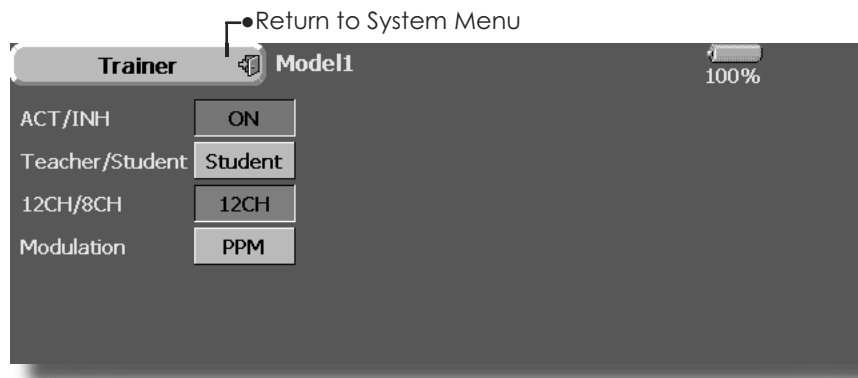 Return to System Menu
Trainer Model1 100%
ACT/INH ON
Teacher/Student Student
12CH/8CH 12CH
Modulation PPM